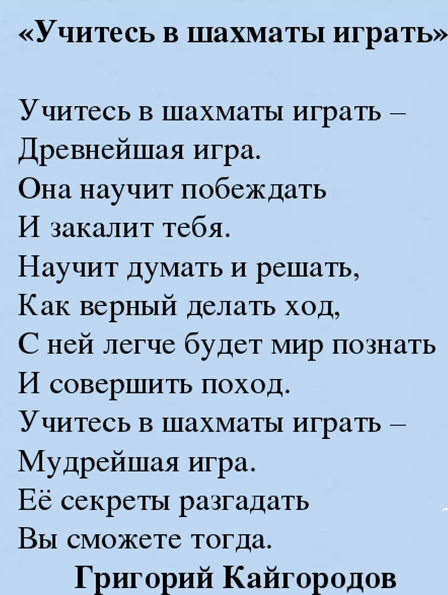 «Учитесь в шахматы играть»
Учитесь в шахматы играть –
Древнейшая игра.
Она научит побеждать
И закалит тебя.
Научит думать и решать,
Как верный делать ход,
С ней легче будет мир познать
И совершить поход.
Учитесь в шахматы играть –
Мудрейшая игра.
Её секреты разгадать
Вы сможете тогда.
Григорий Кайгородов